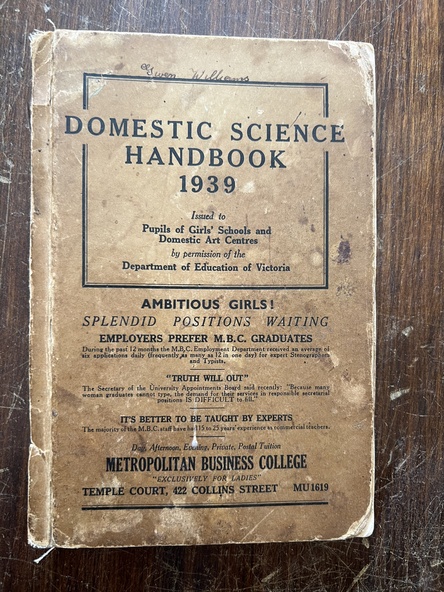 Gwen Williams
DOMESTIC SCIENCE
HANDBOOK
1939
Issued to
Pupils of Girls' Schools and
Domestic Art Centres
by permission of the
Department of Education of Victoria
AMBITIOUS GIRLS!
SPLENDID POSITIONS WAITING
EMPLOYERS PREFER M.B.C. GRADUATES
During the past 12 months the M.B.C. Employment Department received an average of
six applications daily (frequently as many as 12 in one day) for expert Stenographers
and Typists.
"TRUTH WILL OUT"
The Secretary of the University Appointments Board said recently: "Because many
woman graduates cannot type, the demand for their services in responsible secretarial
positions IS DIFFICULT to fill."
IT'S BETTER TO BE TAUGHT BY EXPERTS
The majority of the M.B.C. staff have had 15 to 25 years' experience as commercial teachers.
Day, Afternoon, Evening, Private, Postal Tuition
METROPOLITAN BUSINESS COLLEGE
"EXCLUSIVELY FOR LADIES"
TEMPLE COURT, 422 COLLINS STREET MU1619